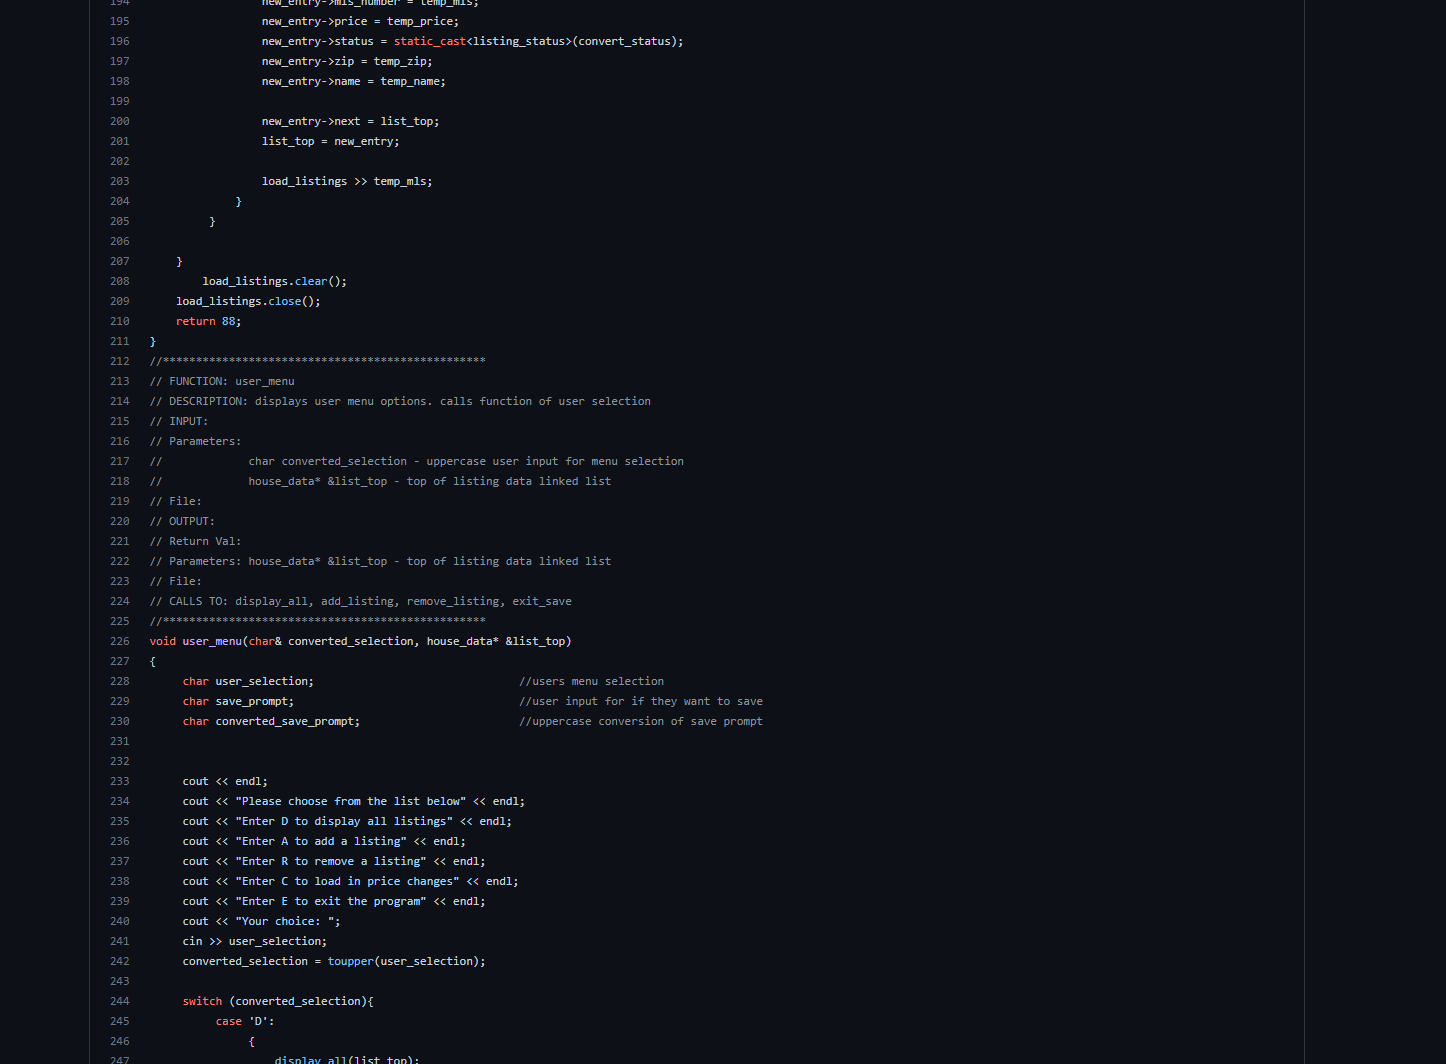 194 new_entry->mls_number = temp_mls;
195 new_entry->price = temp_price;
196 new_entry->status = static_cast<listing_status>(convert_status);
197 new_entry->zip = temp_zip;
198 new_entry->name = temp_name;
199
200 new_entry->next = list_top;
201 list_top = new_entry;
202
203 load_listings >> temp_mls;
204 }
205 }
206
207 }
208 load_listings.clear();
209 load_listings.close();
210 return 88;
211 }
212 //*************************************************
213 // FUNCTION: user_menu
214 // DESCRIPTION: displays user menu options. calls function of user selection
215 // INPUT:
216 // Parameters:
217 // char converted_selection - uppercase user input for menu selection
218 // house_data* &list_top - top of listing data linked list
219 // File:
220 // OUTPUT:
221 // Return Val:
222 // Parameters: house_data* &list_top - top of listing data linked list
223 // File:
224 // CALLS TO: display_all, add_listing, remove_listing, exit_save
225 //*************************************************
226 void user_menu(char& converted_selection, house_data* &list_top)
227 {
228 char user_selection; //users menu selection
229 char save_prompt; //user input for if they want to save
230 char converted_save_prompt; //uppercase conversion of save prompt
231
232
233 cout << endl;
234 cout << "Please choose from the list below" << endl;
235 cout << "Enter D to display all listings" << endl;
236 cout << "Enter A to add a listing" << endl;
237 cout << "Enter R to remove a listing" << endl;
238 cout << "Enter C to load in price changes" << endl;
239 cout << "Enter E to exit the program" << endl;
240 cout << "Your choice: ";
241 cin >> user_selection;
242 converted_selection = toupper(user_selection);
243
244 switch (converted_selection){
245 case 'D':
246 {
247 display_all(list_top);